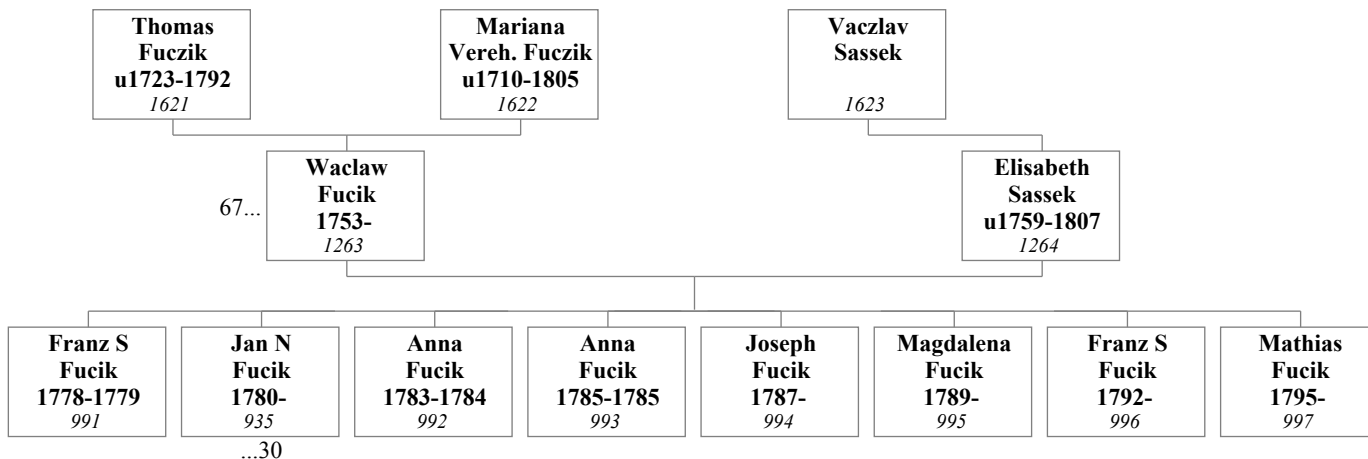 Thomas
Fuczik
u1723-1792
1621
Mariana
Vereh. Fuczik
u1710-1805
1622
Vaczlav
Sassek
1623
67...
Waclaw
Fucik
1753-
1263
Elisabeth
Sassek
u1759-1807
1264
Franz S
Fucik
1778-1779
991
Jan N
Fucik
1780-
935
...30
Anna
Fucik
1783-1784
992
Anna
Fucik
1785-1785
993
Joseph
Fucik
1787-
994
Magdalena
Fucik
1789-
995
Franz S
Fucik
1792-
996
Mathias
Fucik
1795-
997